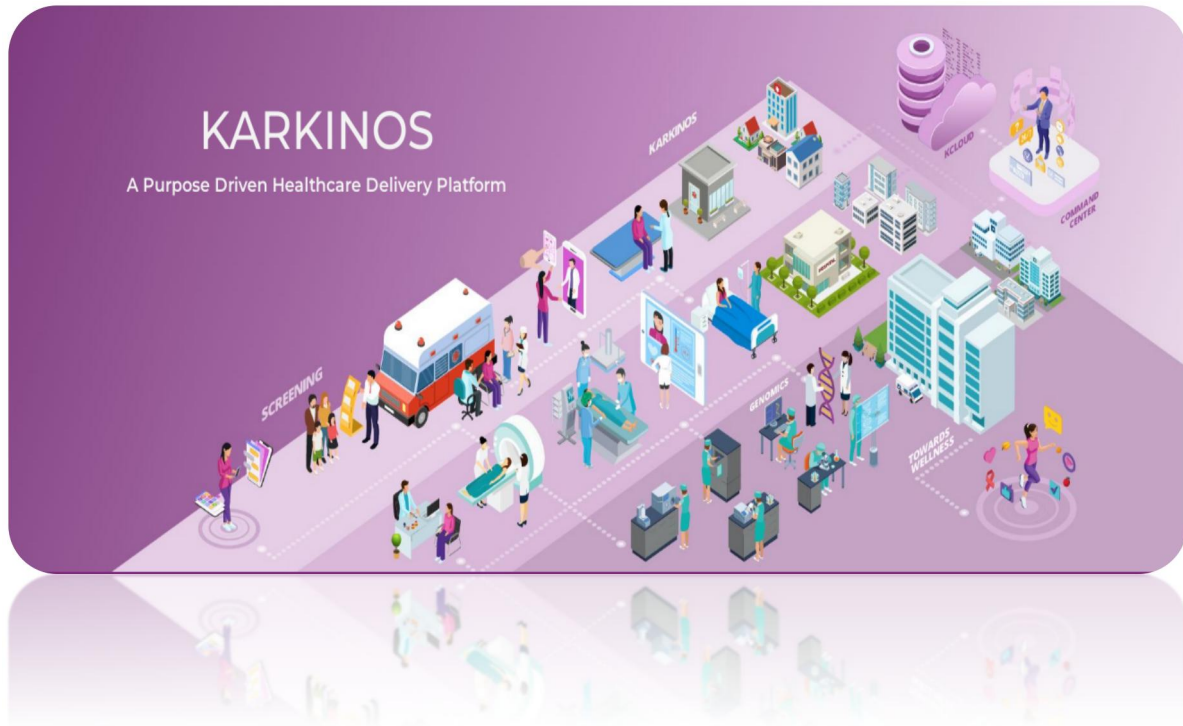 KARKINOS
A Purpose Driven Healthcare Delivery Platform
KARKINOS
KCLOUD
COMMAND
CENTER
SCREENING
GENOMICS
TOWARDS
WELLNESS